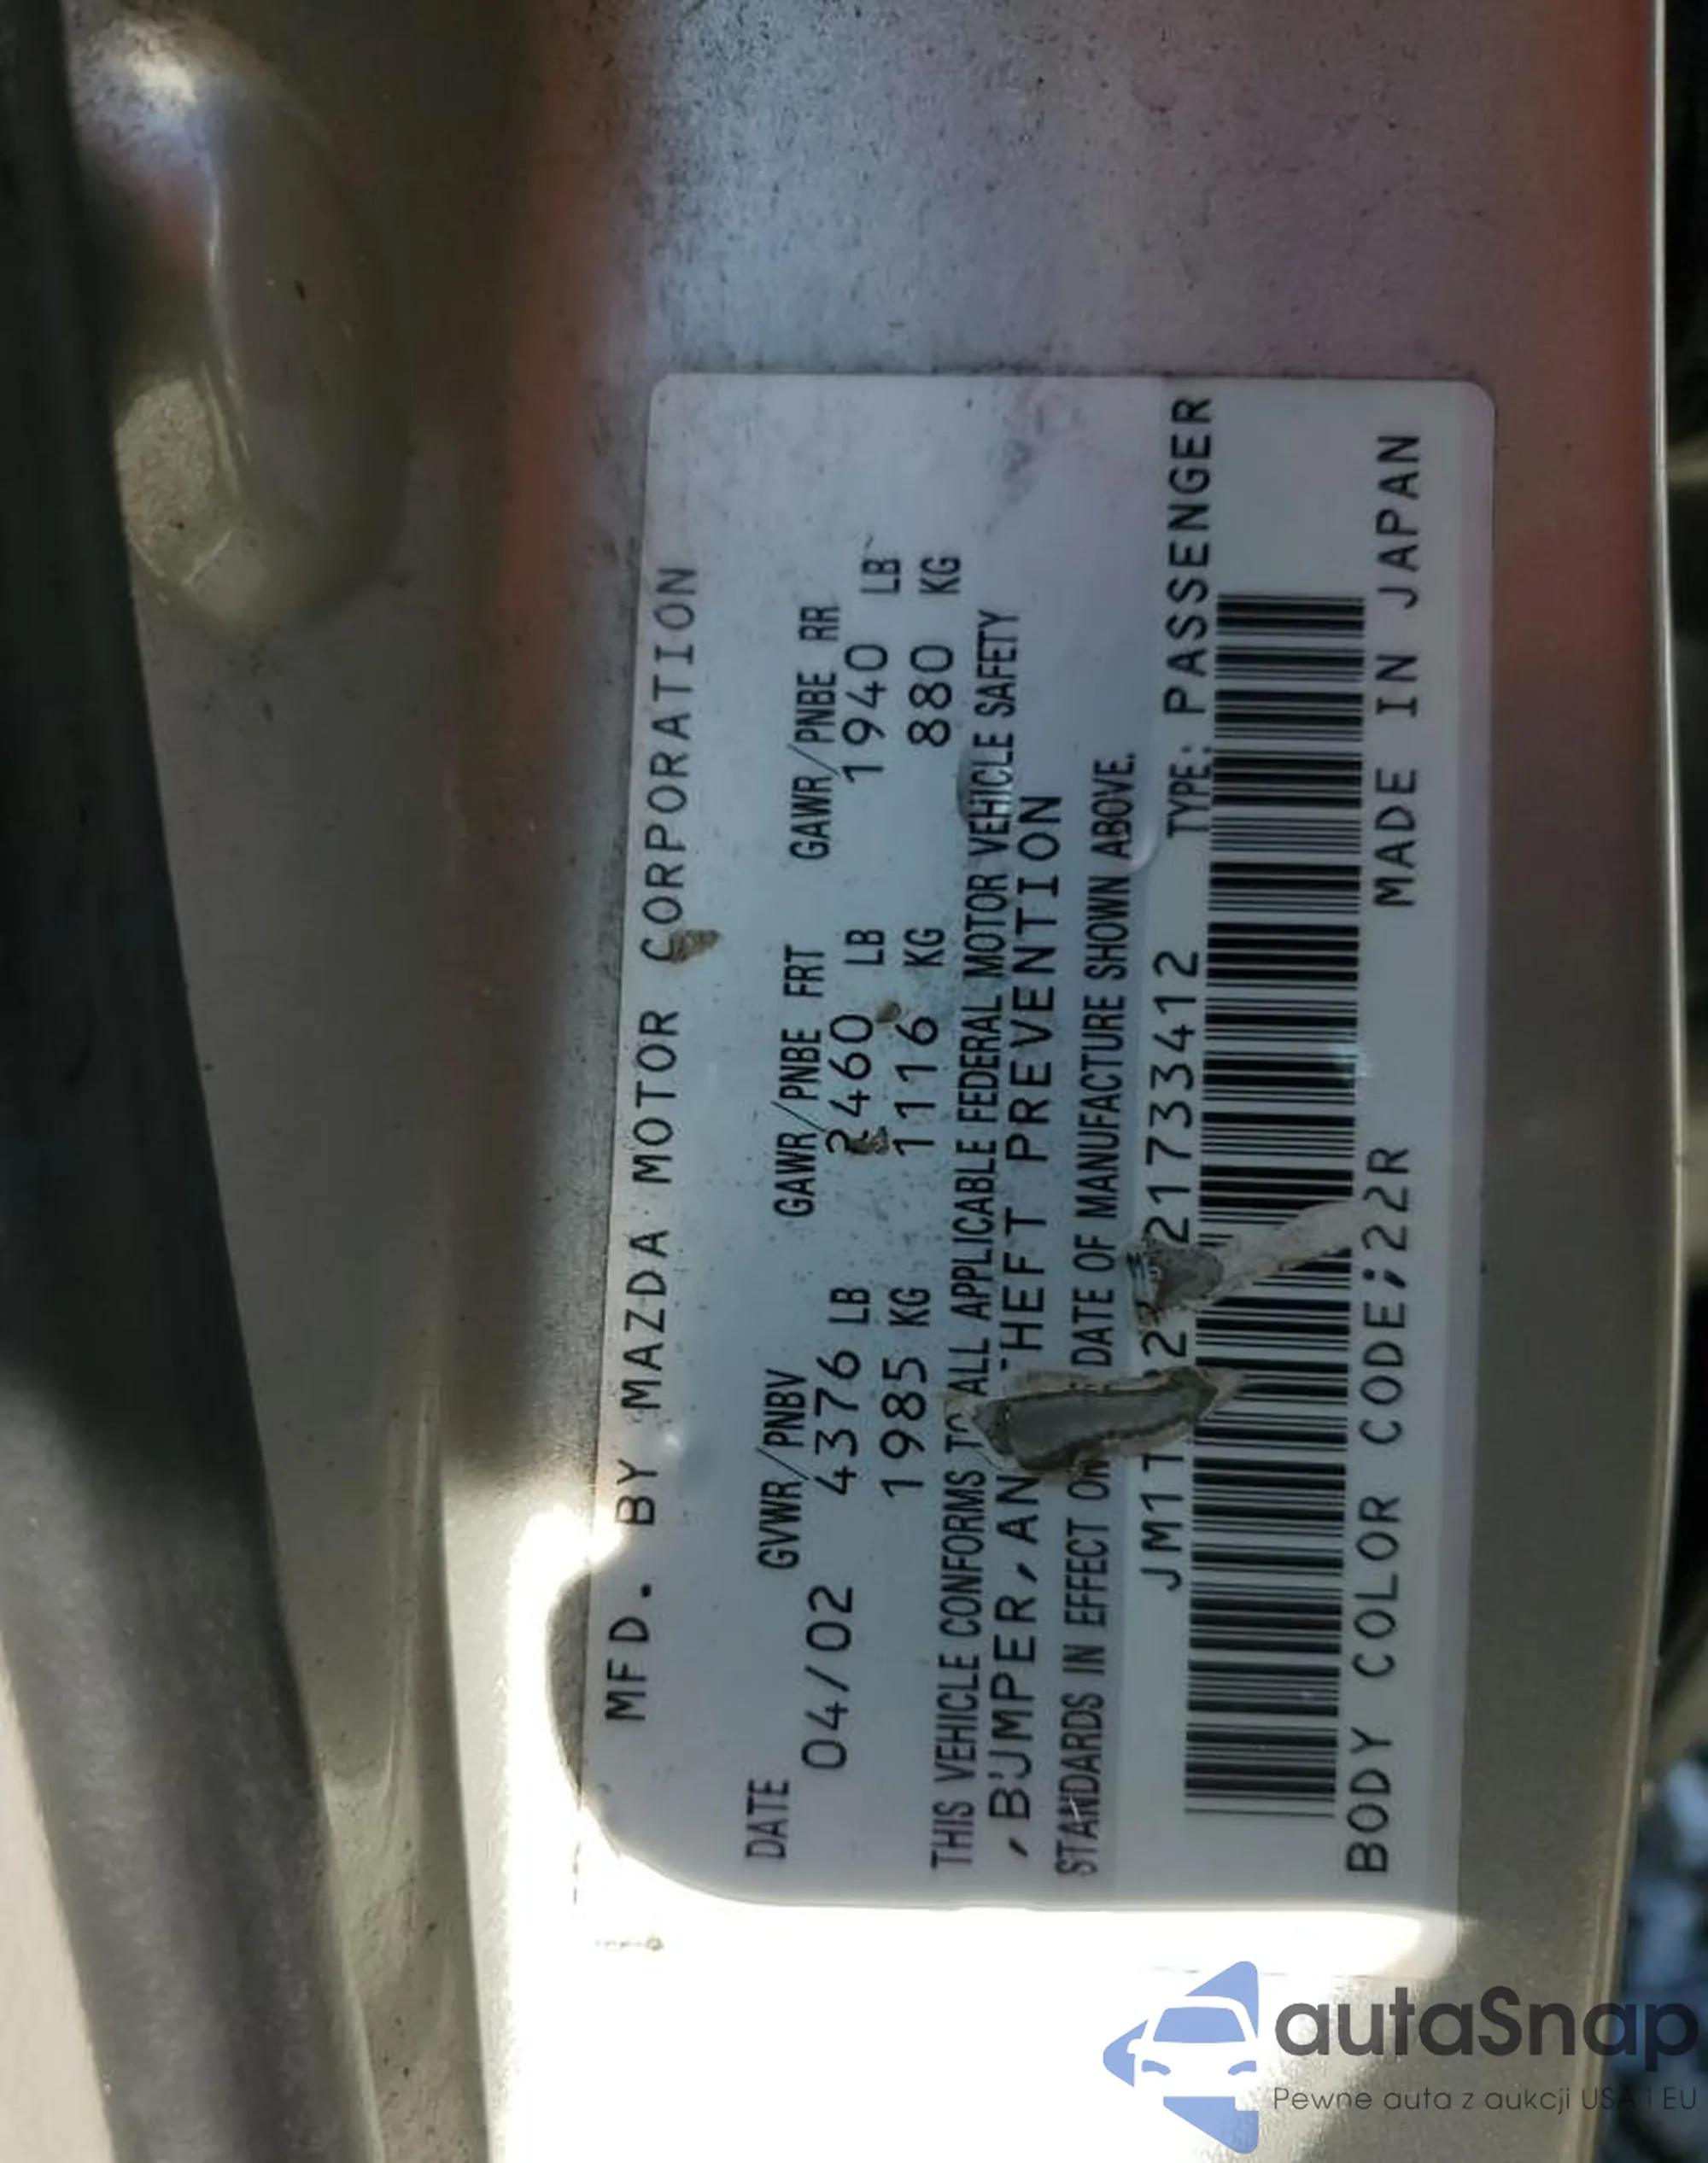 MFD. BY MAZDA MOTOR CORPORATION
DATE GVWR/PNBV GAWR/PNBE FRT GAWR/PNBE RR
04/02 4376 LB 2460 LB 1940 LB
1985 KG 1116 KG 880 KG
THIS VEHICLE CONFORMS TO ALL APPLICABLE FEDERAL MOTOR VEHICLE SAFETY
,BUMPER,AN HEFT PREVENTION
STANDARDS IN EFFECT ON DATE OF MANUFACTURE SHOWN ABOVE.
JM1T 2 21733412 TYPE: PASSENGER
BODY COLOR CODE;22R MADE IN JAPAN
autaSnap
Pewne auta z aukcji USA i EU